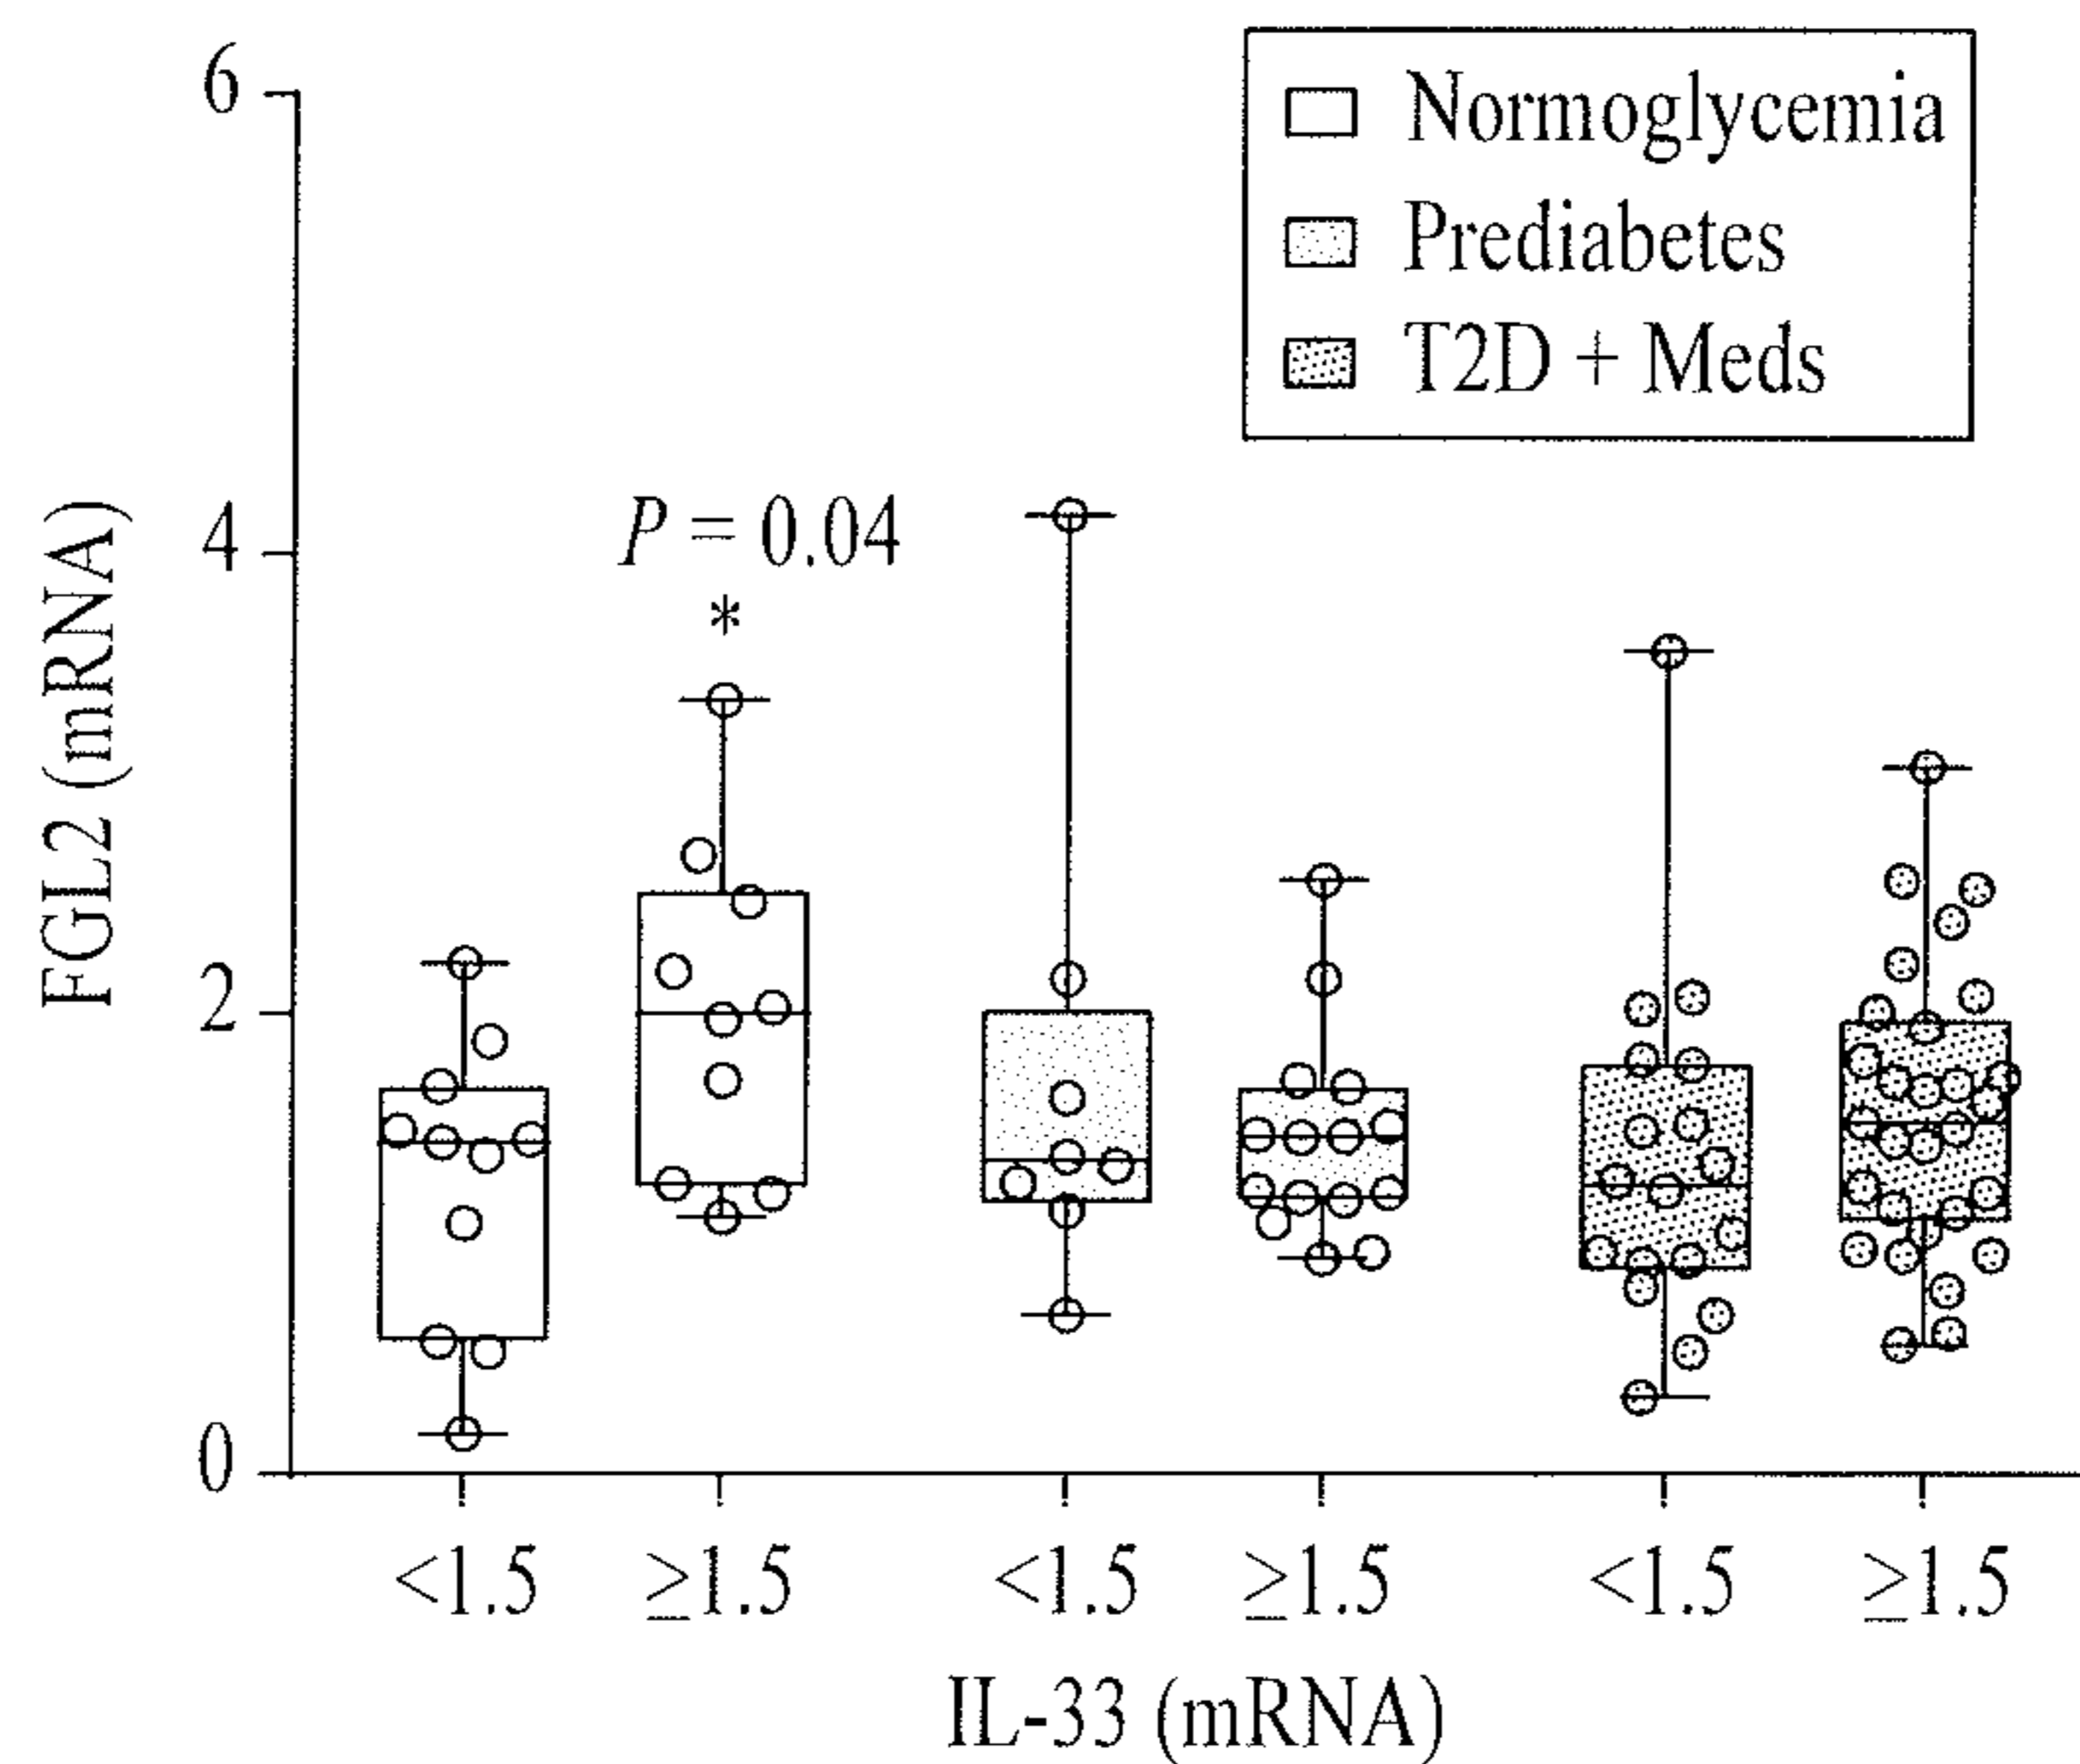 Normoglycemia
Prediabetes
T2D + Meds
FGL2 (mRNA)
6
4
2
0
P = 0.04
*
<1.5 ≥1.5 <1.5 ≥1.5 <1.5 ≥1.5
IL-33 (mRNA)